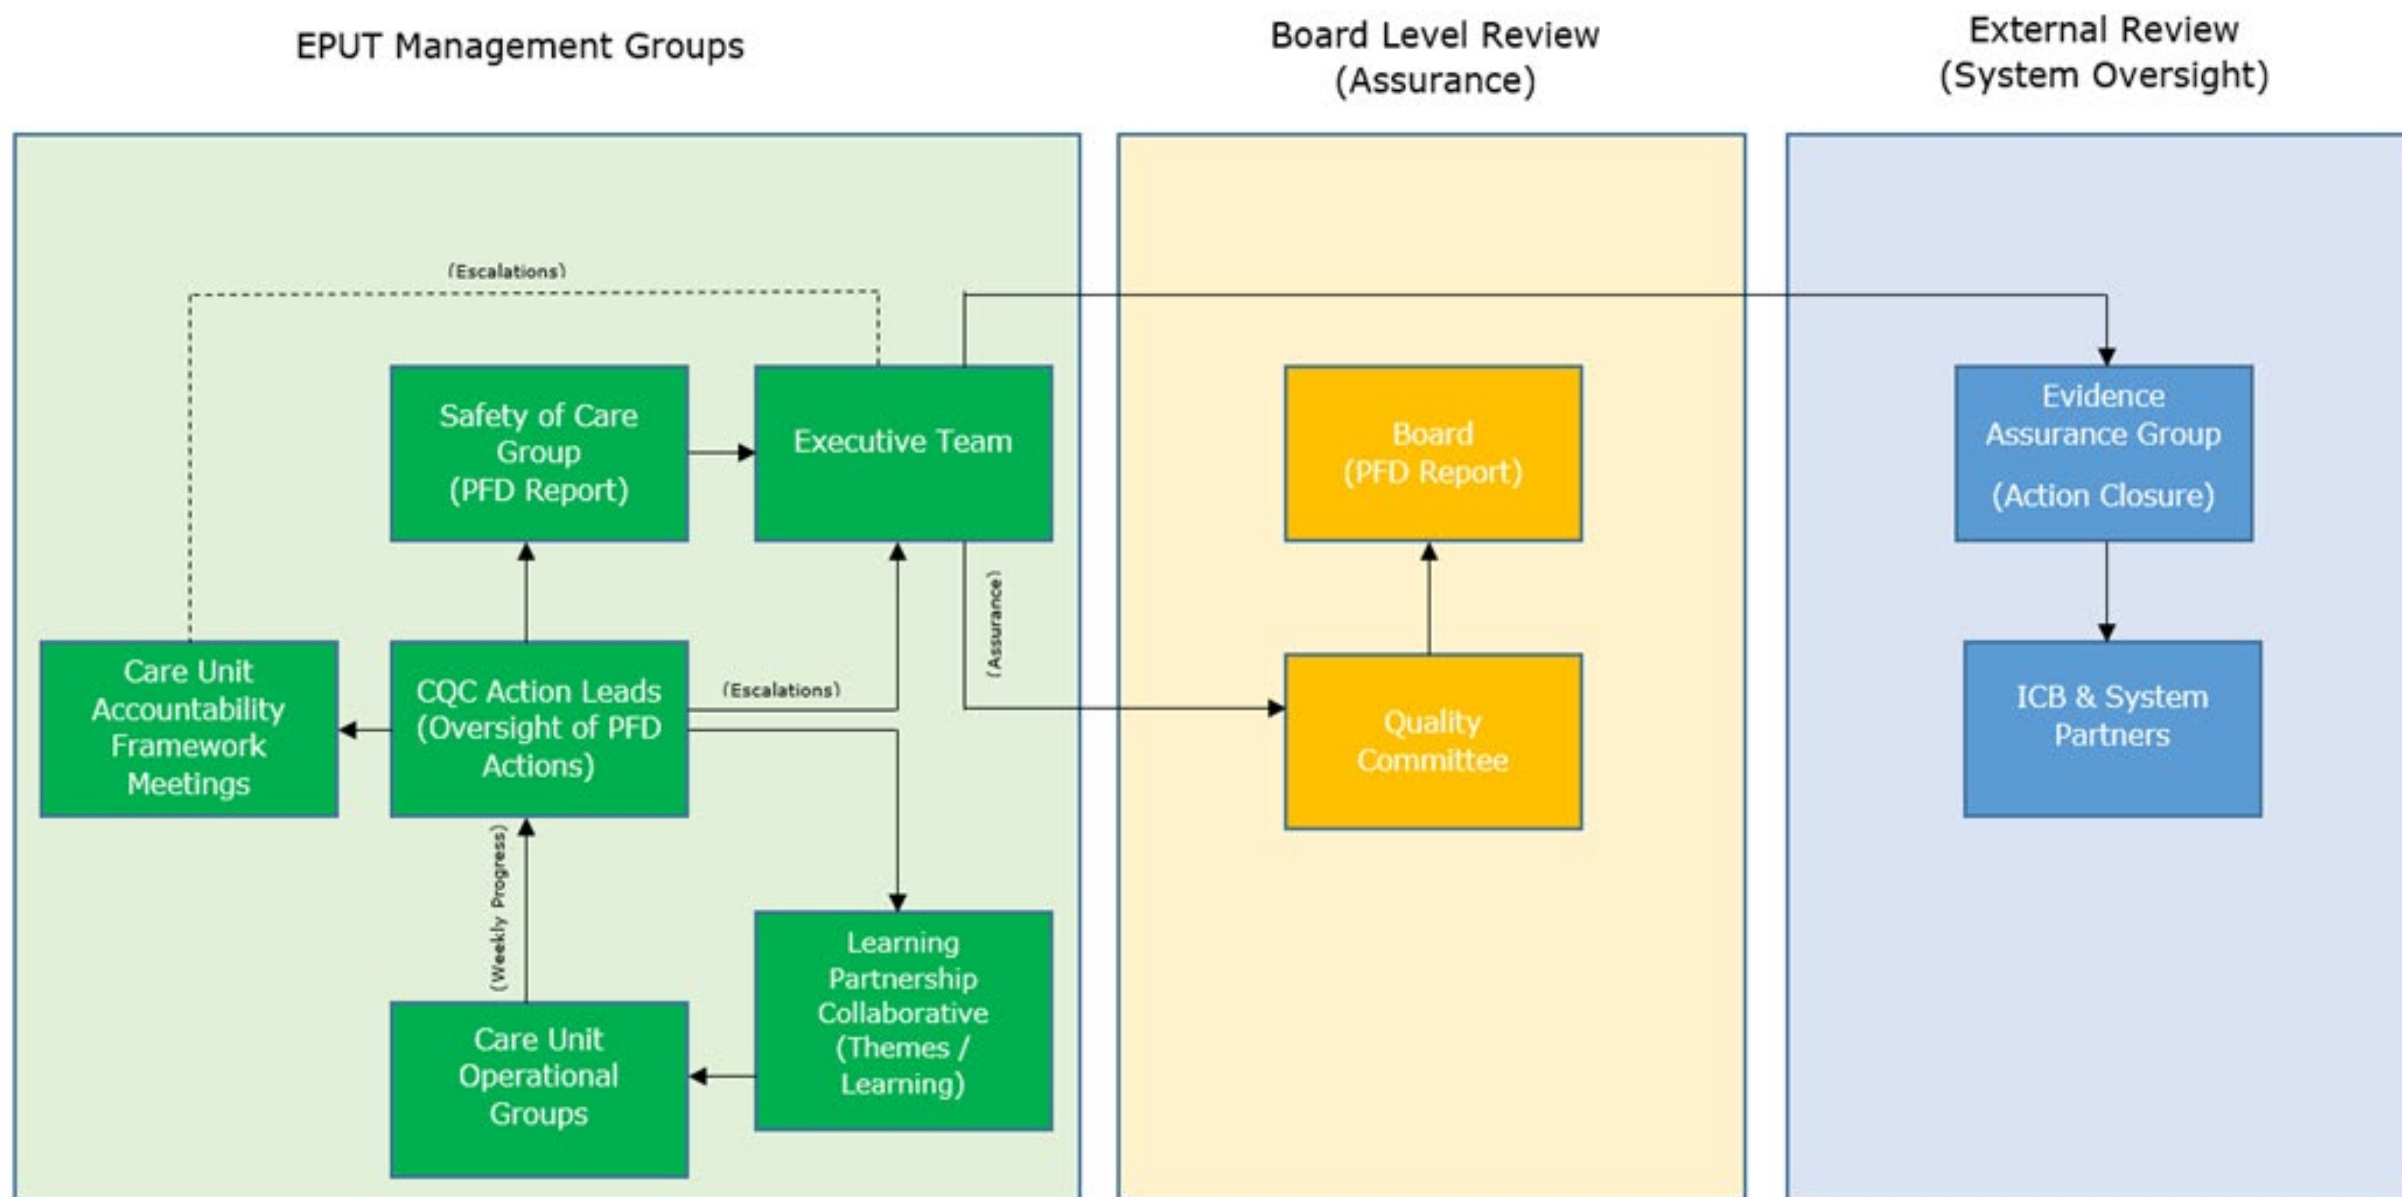 EPUT Management Groups
Board Level Review
(Assurance)
External Review
(System Oversight)
(Escalations)
Safety of Care
Group
(PFD Report)
Executive Team
Board
(PFD Report)
Evidence
Assurance Group
(Action Closure)
Care Unit
Accountability
Framework
Meetings
CQC Action Leads
(Oversight of PFD
Actions)
(Escalations)
(Assurance)
Quality
Committee
ICB & System
Partners
(Weekly Progress)
Learning
Partnership
Collaborative
(Themes /
Learning)
Care Unit
Operational
Groups